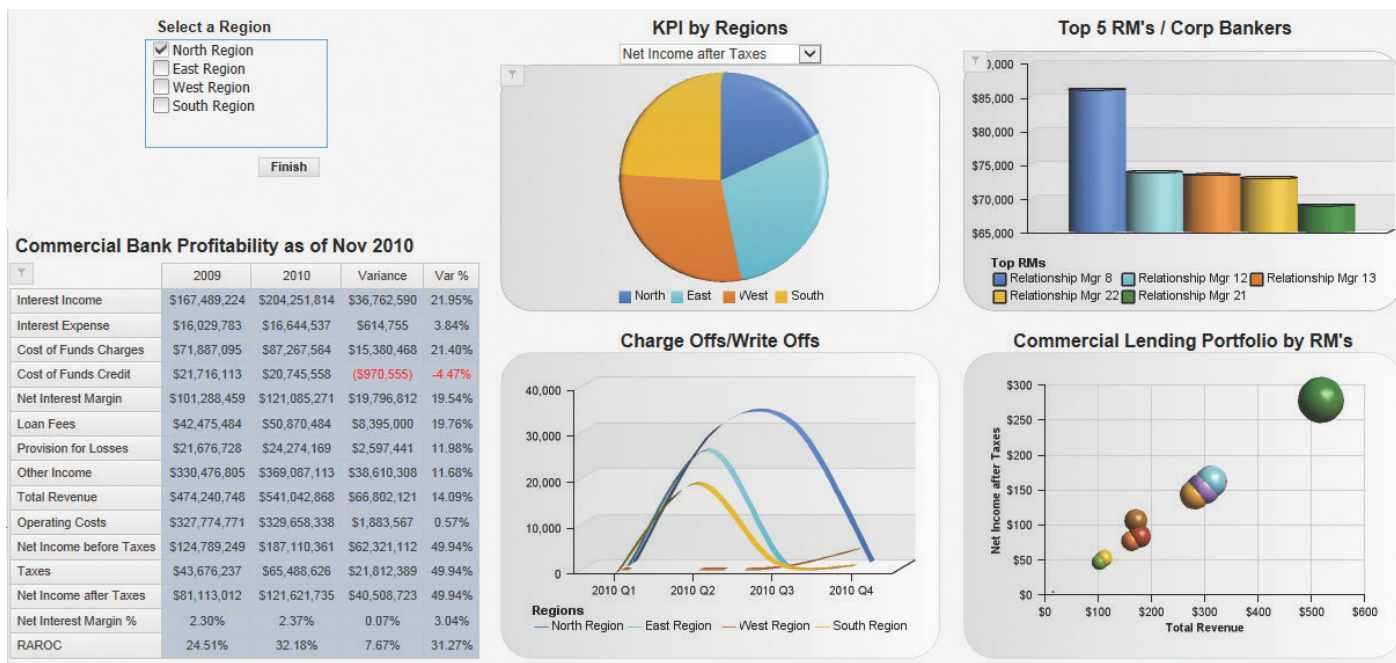 Select a Region
North Region
East Region
West Region
South Region
Finish
Commercial Bank Profitability as of Nov 2010
2009 2010 Variance Var %
Interest Income $167,489,224 $204,251,814 $36,762,590 21.95%
Interest Expense $16,029,783 $16,644,537 $614,755 3.84%
Cost of Funds Charges $71,887,095 $87,267,564 $15,380,468 21.40%
Cost of Funds Credit $21,716,113 $20,745,558 ($970,555) -4.47%
Net Interest Margin $101,288,459 $121,085,271 $19,796,812 19.54%
Loan Fees $42,475,484 $50,870,484 $8,395,000 19.76%
Provision for Losses $21,676,728 $24,274,169 $2,597,441 11.98%
Other Income $330,476,805 $369,087,113 $38,610,308 11.68%
Total Revenue $474,240,748 $541,042,868 $66,802,121 14.09%
Operating Costs $327,774,771 $329,658,338 $1,883,567 0.57%
Net Income before Taxes $124,789,249 $187,110,361 $62,321,112 49.94%
Taxes $43,676,237 $65,488,626 $21,812,389 49.94%
Net Income after Taxes $81,113,012 $121,621,735 $40,508,723 49.94%
Net Interest Margin % 2.30% 2.37% 0.07% 3.04%
RAROC 24.51% 32.18% 7.67% 31.27%
KPI by Regions
Net Income after Taxes
North East West South
Charge Offs/Write Offs
40,000
30,000
20,000
10,000
0
2010 Q1 2010 Q2 2010 Q3 2010 Q4
Regions
North Region East Region West Region South Region
Top 5 RM's / Corp Bankers
0,000
$85,000
$80,000
$75,000
$70,000
$65,000
Top RMs
Relationship Mgr 8 Relationship Mgr 12 Relationship Mgr 13
Relationship Mgr 22 Relationship Mgr 21
Commercial Lending Portfolio by RM's
Net Income after Taxes
$300
$250
$200
$150
$100
$50
$0
$0 $100 $200 $300 $400 $500 $600
Total Revenue